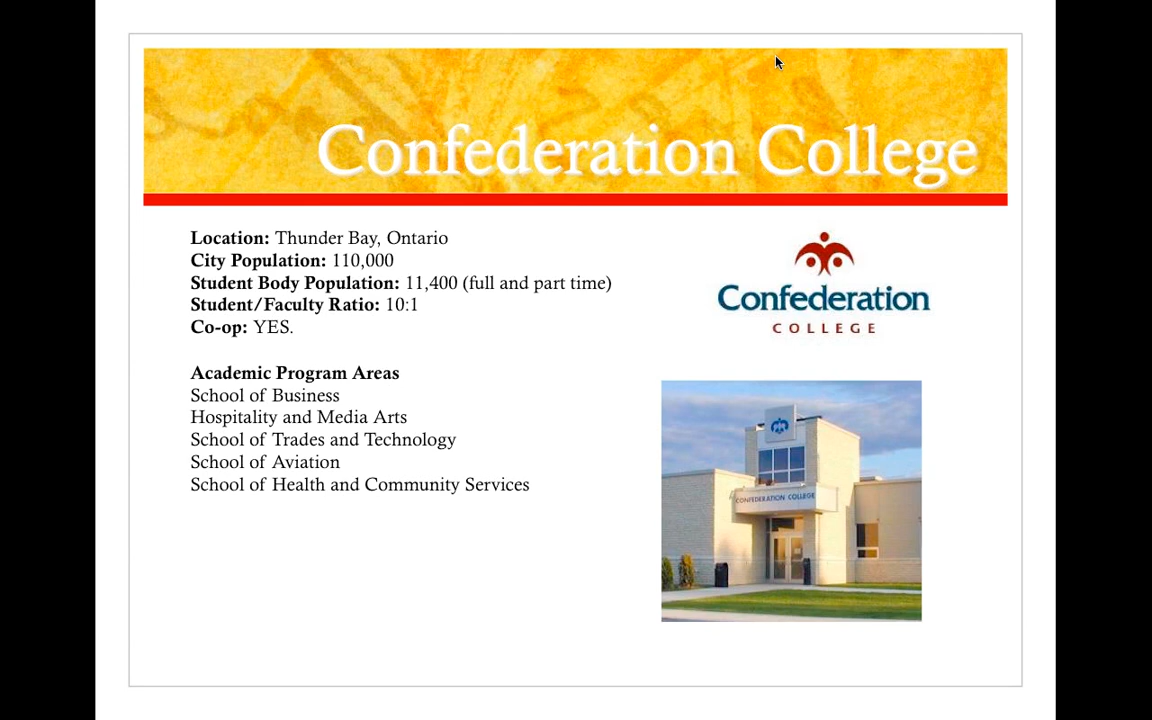 Confederation College
Location: Thunder Bay, Ontario
City Population: 110,000
Student Body Population: 11,400 (full and part time)
Student/Faculty Ratio: 10:1
Co-op: YES.
Academic Program Areas
School of Business
Hospitality and Media Arts
School of Trades and Technology
School of Aviation
School of Health and Community Services
Confederation
COLLEGE
CONFEDERATION COLLEGE